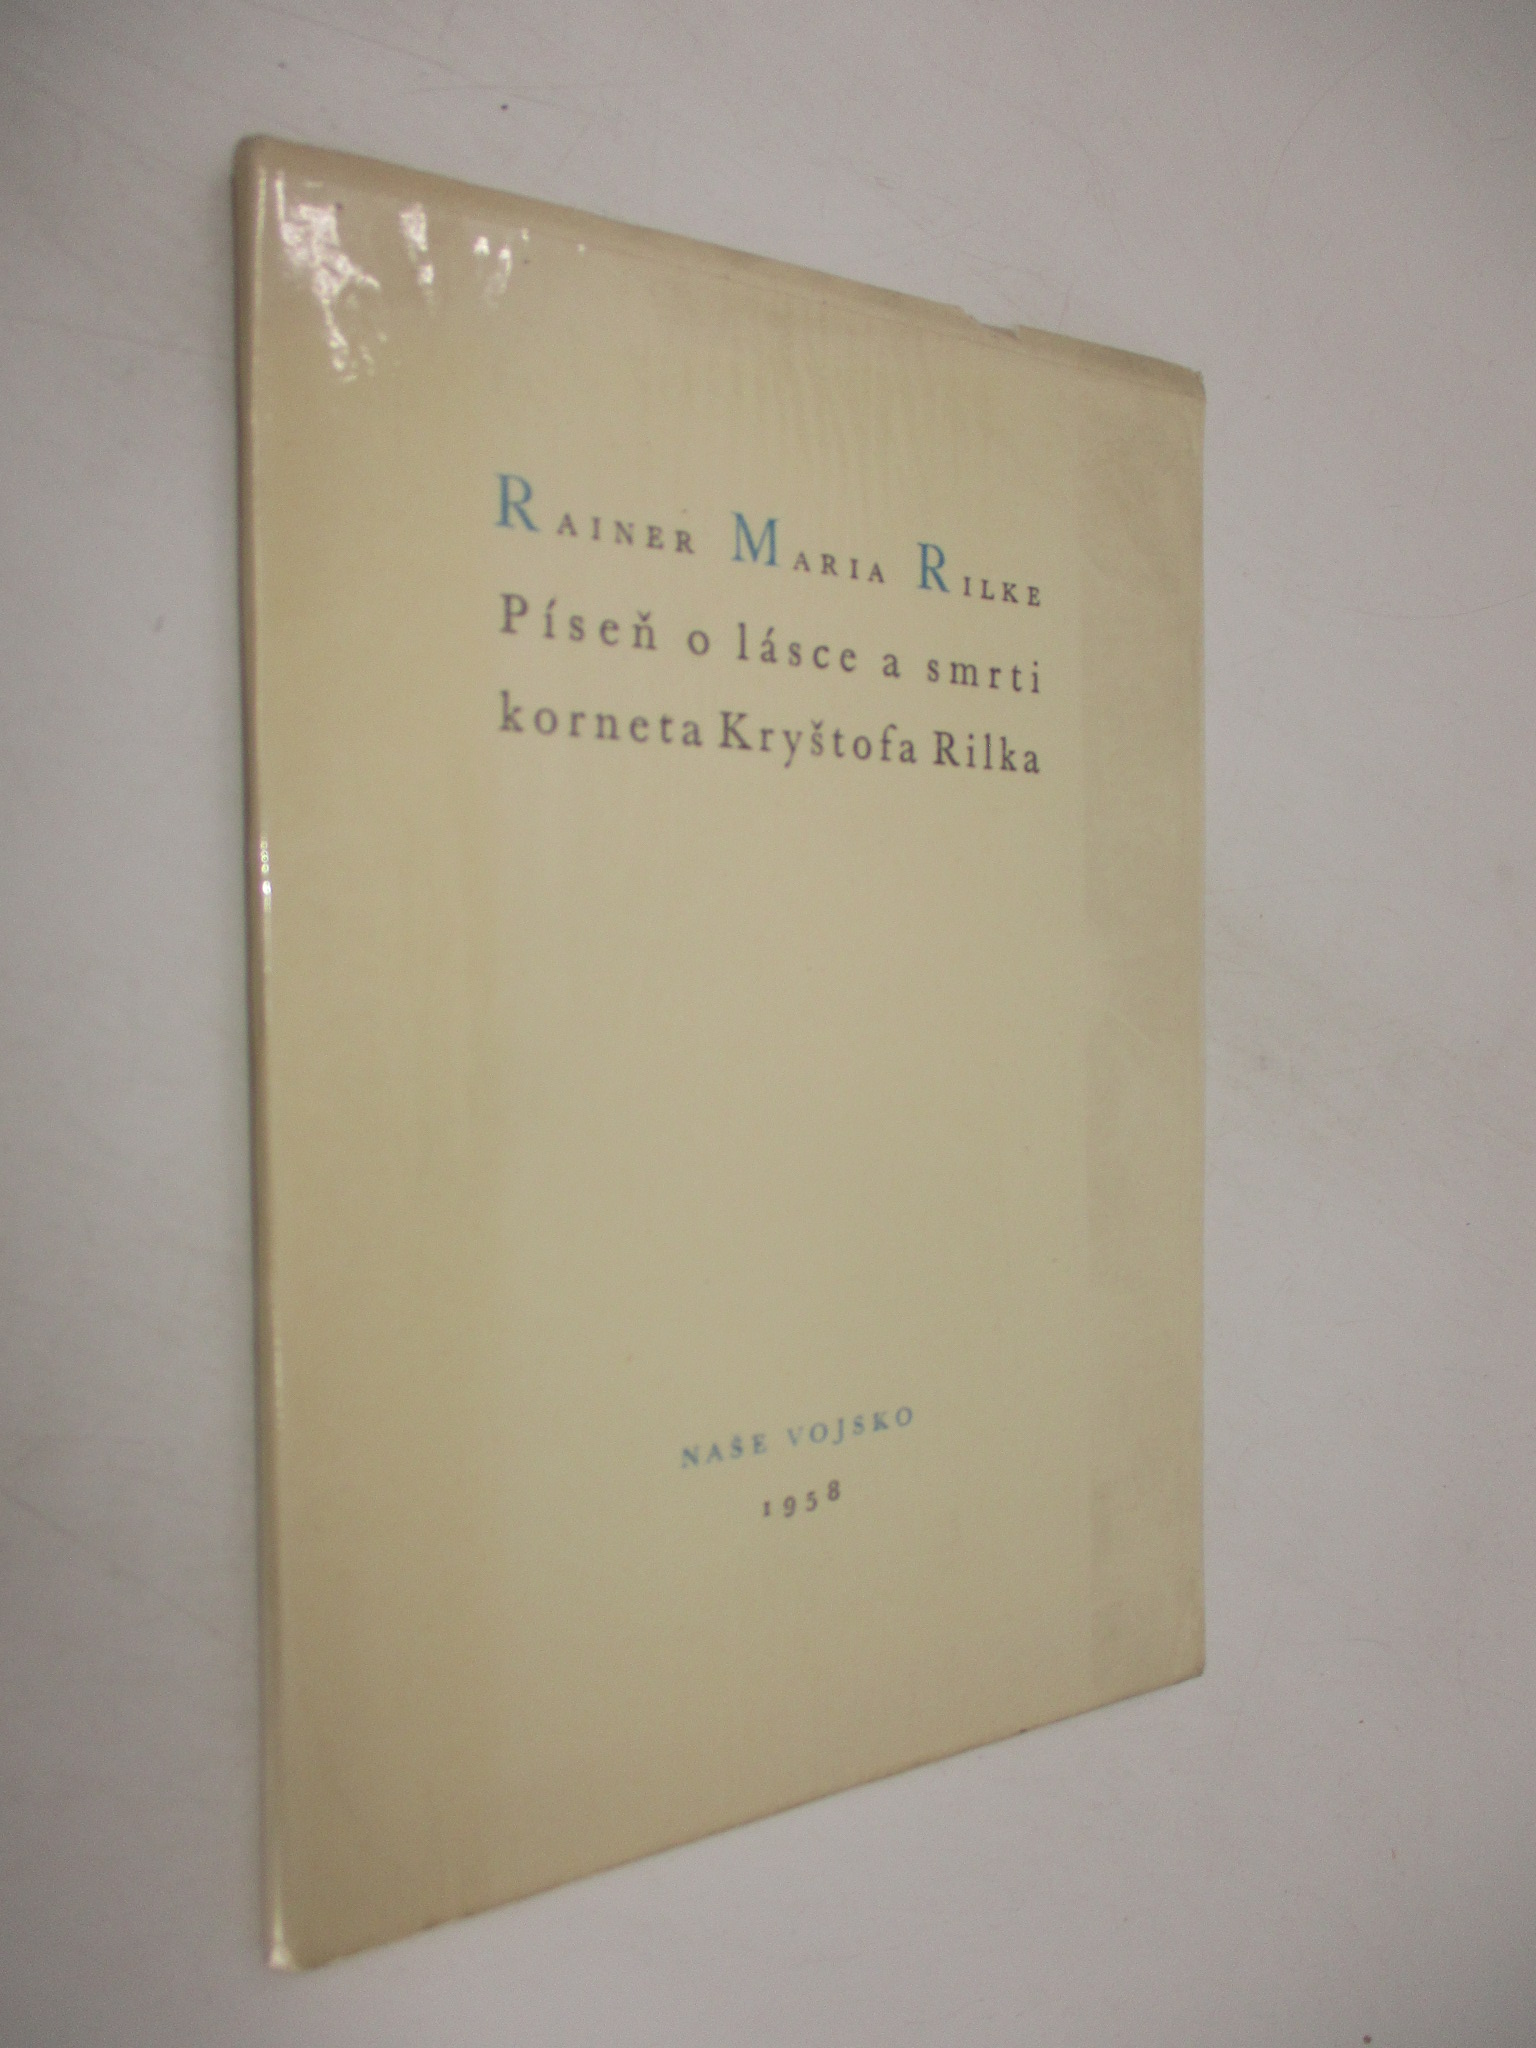 RAINER MARIA RILKE
Píseň o lásce a smrti
korneta Kryštofa Rilka
NAŠE VOJSKO
1958